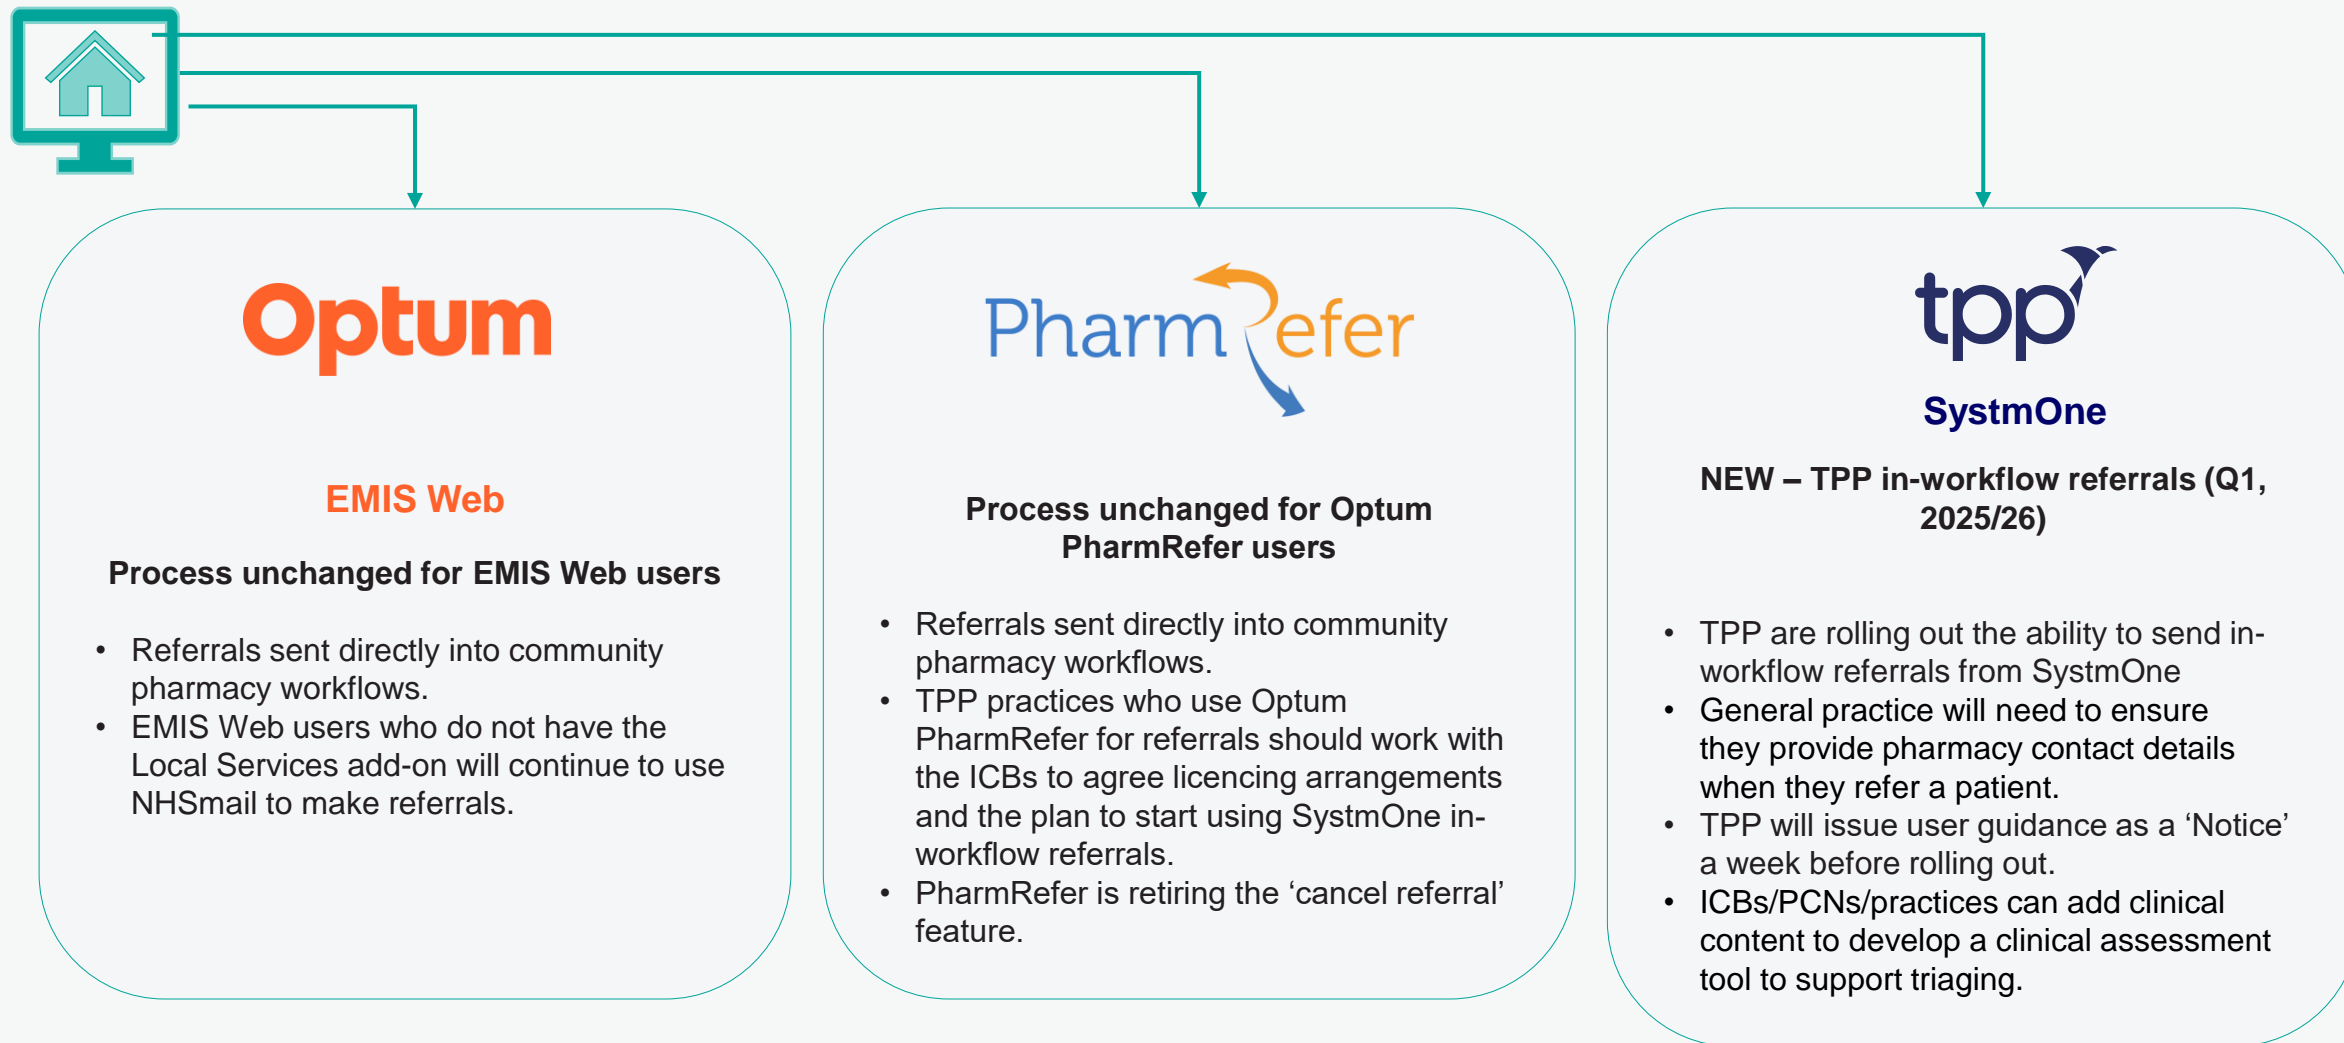 Optum
EMIS Web
Process unchanged for EMIS Web users
• Referrals sent directly into community
pharmacy workflows.
• EMIS Web users who do not have the
Local Services add-on will continue to use
NHSmail to make referrals.
PharmRefer
Process unchanged for Optum
PharmRefer users
• Referrals sent directly into community
pharmacy workflows.
• TPP practices who use Optum
PharmRefer for referrals should work with
the ICBs to agree licencing arrangements
and the plan to start using SystmOne in-
workflow referrals.
• PharmRefer is retiring the ‘cancel referral’
feature.
tpp
SystmOne
NEW – TPP in-workflow referrals (Q1,
2025/26)
• TPP are rolling out the ability to send in-
workflow referrals from SystmOne
• General practice will need to ensure
they provide pharmacy contact details
when they refer a patient.
• TPP will issue user guidance as a ‘Notice’
a week before rolling out.
• ICBs/PCNs/practices can add clinical
content to develop a clinical assessment
tool to support triaging.